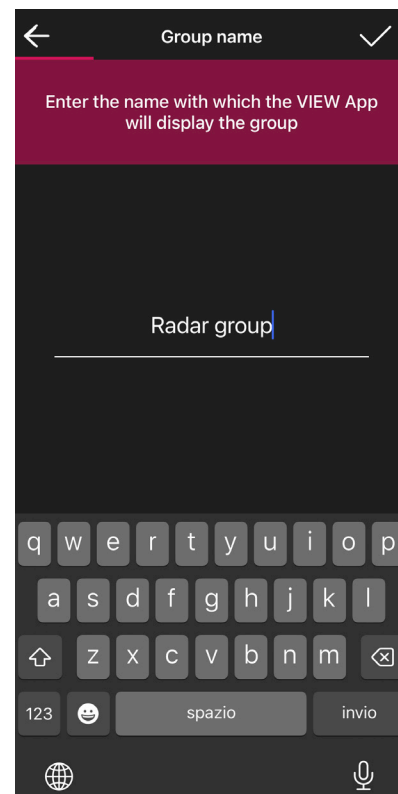 Group name
Enter the name with which the VIEW App
will display the group
Radar group
q w e r t y u i o p
a s d f g h j k l
z x c v b n m
123 spazio invio